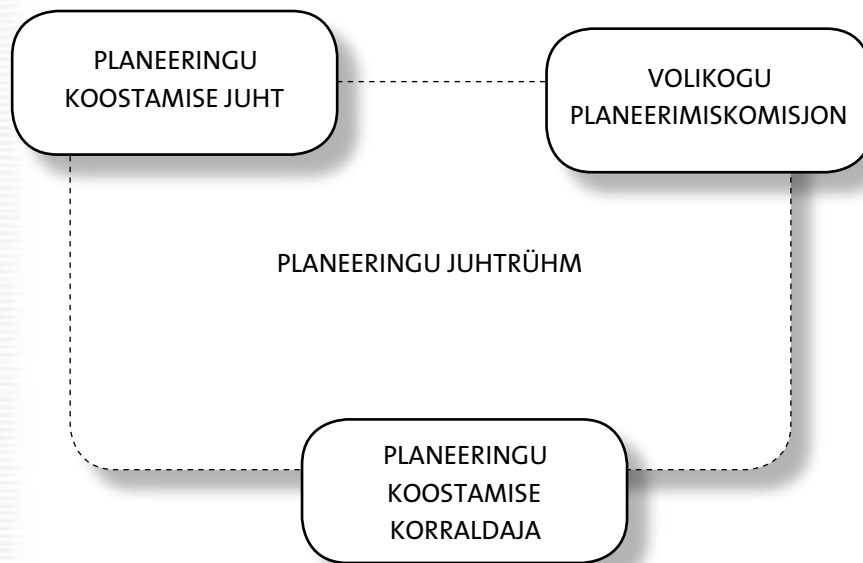 PLANEERINGU
KOOSTAMISE JUHT
VOLIKOGU
PLANEERIMISKOMISJON
PLANEERINGU JUHTRÜHM
PLANEERINGU
KOOSTAMISE
KORRALDAJA